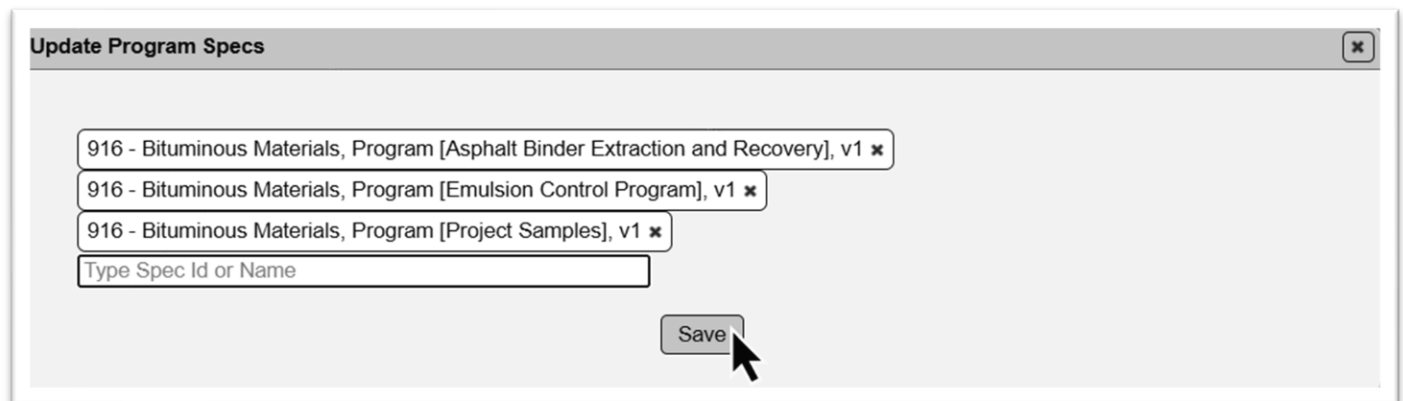 Update Program Specs
916 - Bituminous Materials, Program [Asphalt Binder Extraction and Recovery], v1
916 - Bituminous Materials, Program [Emulsion Control Program], v1
916 - Bituminous Materials, Program [Project Samples], v1
Type Spec Id or Name
Save